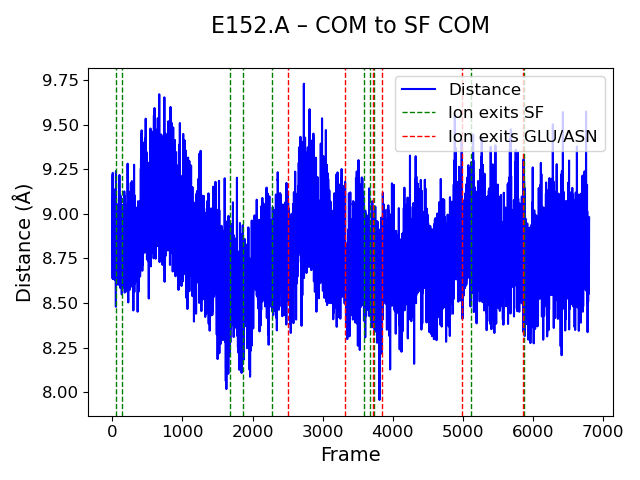 E152.A – COM to SF COM
Distance (Å)
9.75
9.50
9.25
9.00
8.75
8.50
8.25
8.00
Distance
Ion exits SF
Ion exits GLU/ASN
0 1000 2000 3000 4000 5000 6000 7000
Frame